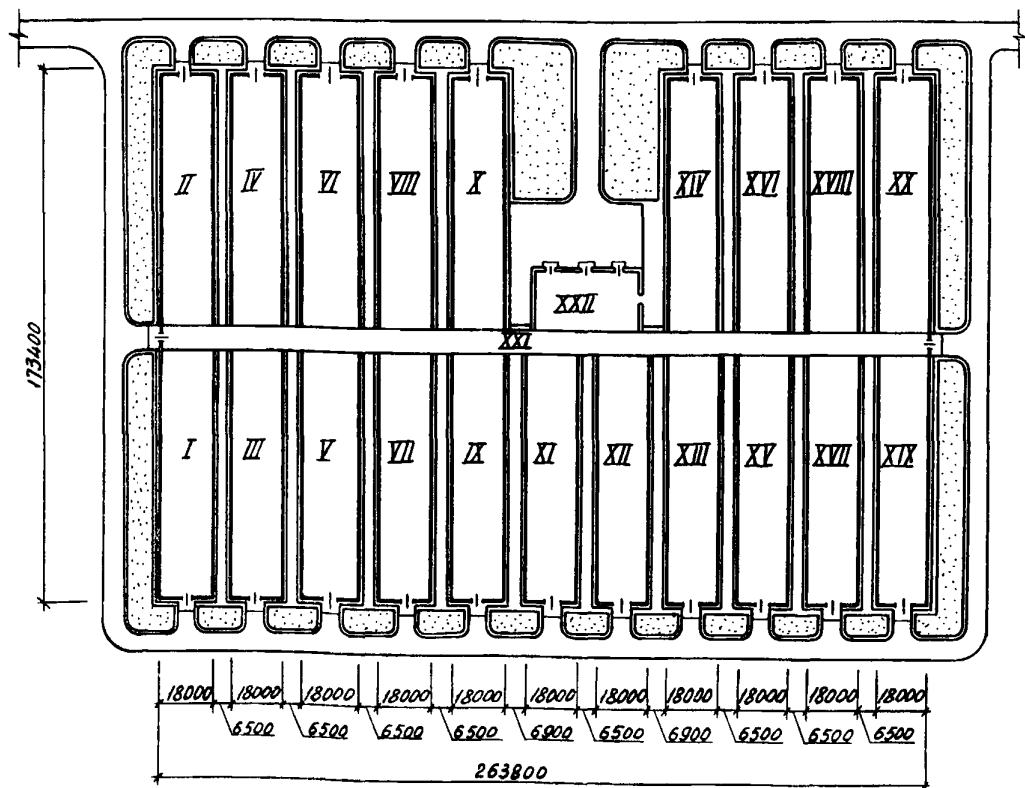 II IV VI VIII X XIV XVI XVIII XX
XXII
XXI
173400
I III V VII IX XI XII XIII XV XVII XIX
18000 18000 18000 18000 18000 18000 18000 18000 18000 18000 18000
6500 6500 6500 6500 6900 6500 6900 6500 6500 6500
263800